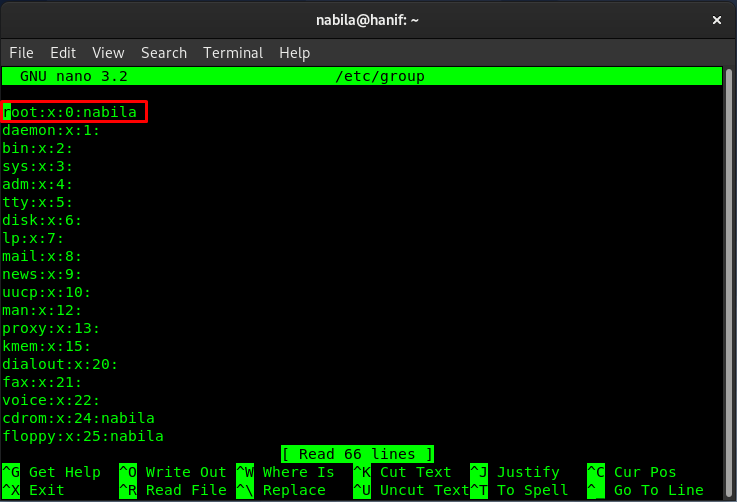 nabila@hanif: ~ ×
File Edit View Search Terminal Help
GNU nano 3.2 /etc/group
root:x:0:nabila
daemon:x:1:
bin:x:2:
sys:x:3:
adm:x:4:
tty:x:5:
disk:x:6:
lp:x:7:
mail:x:8:
news:x:9:
uucp:x:10:
man:x:12:
proxy:x:13:
kmem:x:15:
dialout:x:20:
fax:x:21:
voice:x:22:
cdrom:x:24:nabila
floppy:x:25:nabila
[ Read 66 lines ]
^G Get Help ^O Write Out ^W Where Is ^K Cut Text ^J Justify ^C Cur Pos
^X Exit ^R Read File ^\ Replace ^U Uncut Text ^T To Spell ^_ Go To Line